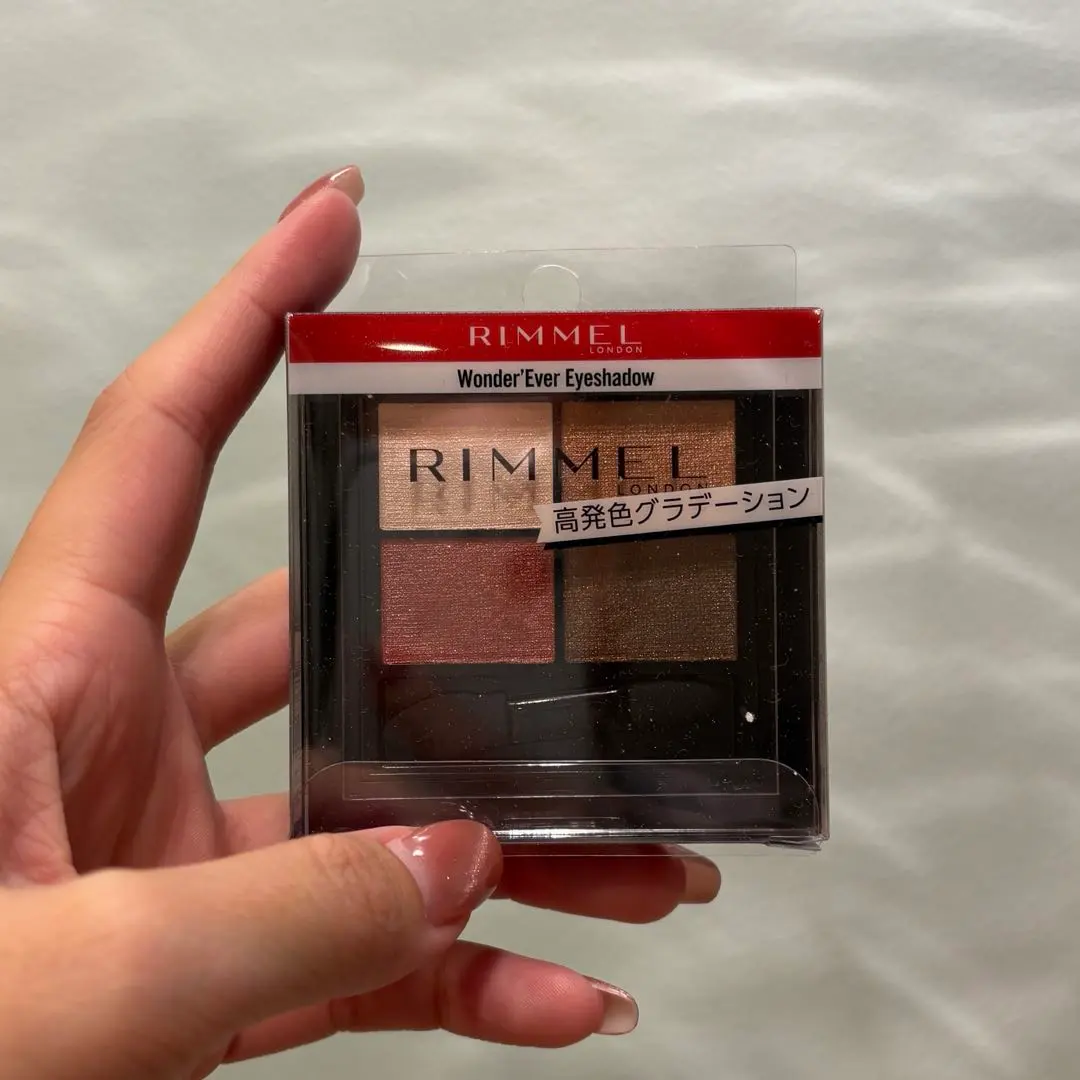 RIMMEL
LONDON
Wonder'Ever Eyeshadow
RIMMEL
LONDON
高発色グラデーション